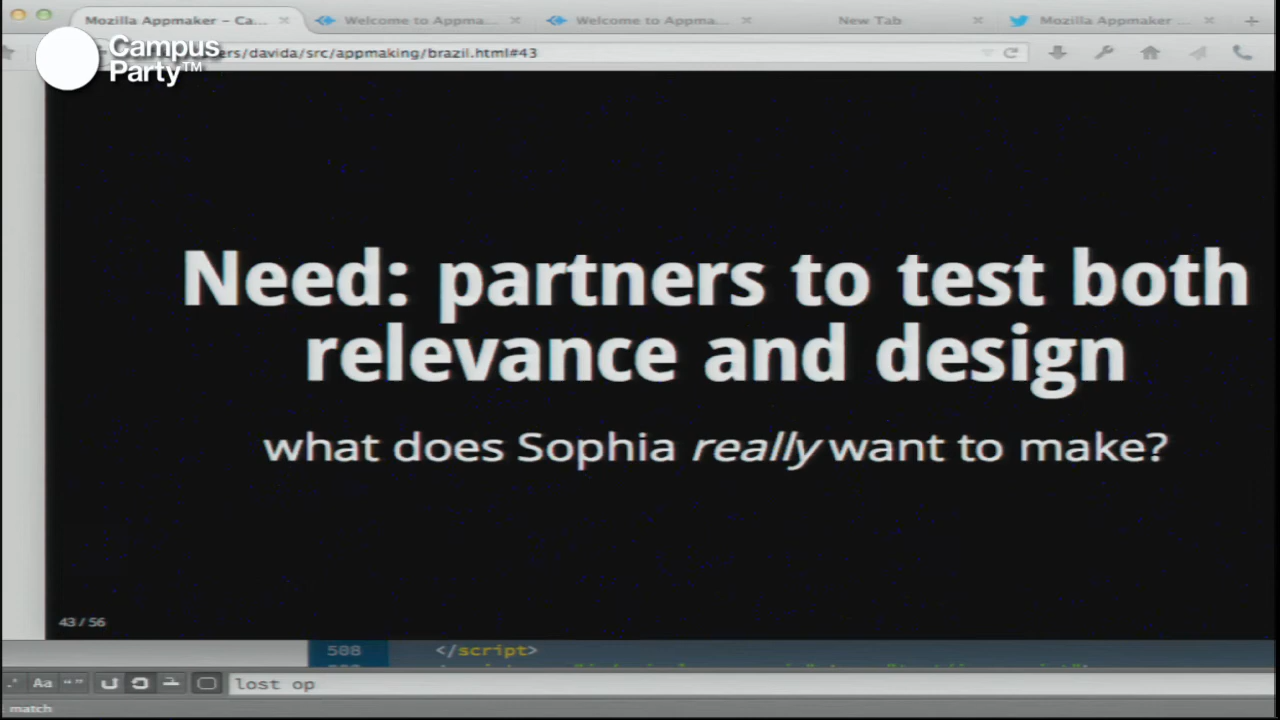 Mozilla Appmaker – Ca...
Welcome to Appma...
Welcome to Appma...
New Tab
Mozilla Appmaker ...
Campus
Party™
ers/davida/src/appmaking/brazil.html#43
Need: partners to test both
relevance and design
what does Sophia really want to make?
43 / 56
508 </script>
Aa
lost op
match